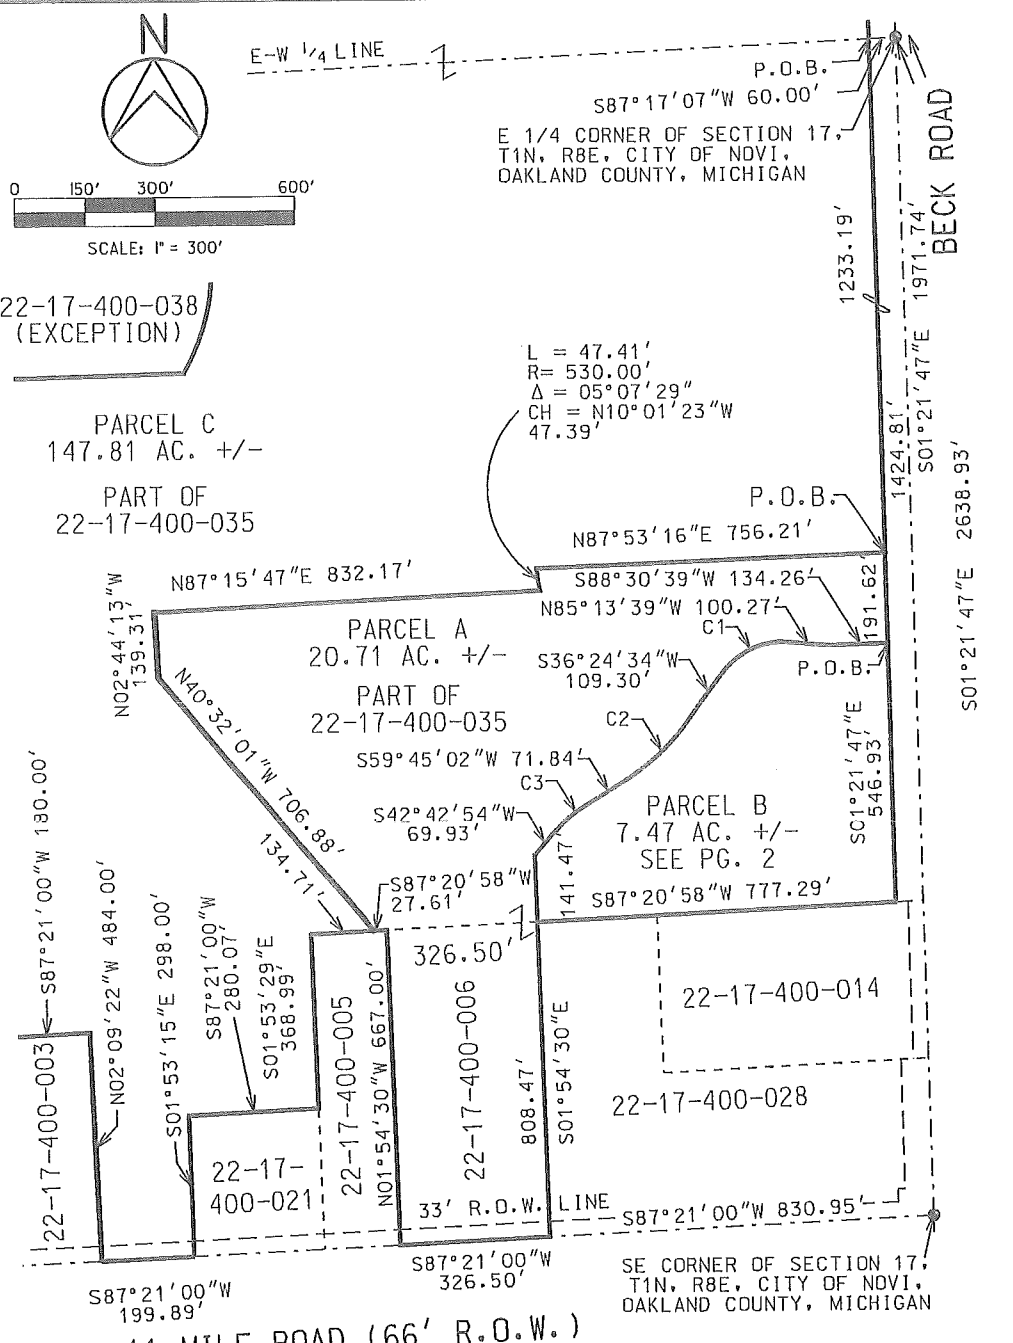 N
E-W 1/4 LINE
P.O.B.
S87°17'07"W 60.00'
E 1/4 CORNER OF SECTION 17,
T1N, R8E, CITY OF NOVI,
OAKLAND COUNTY, MICHIGAN
BECK ROAD
0 150' 300' 600'
SCALE: 1" = 300'
1233.19'
S01°21'47"E 1971.74'
22-17-400-038
(EXCEPTION)
L = 47.41'
R= 530.00'
Δ = 05°07'29"
CH = N10°01'23"W
47.39'
PARCEL C
147.81 AC. +/-
PART OF
22-17-400-035
1424.81'
S01°21'47"E 2638.93'
P.O.B.
N87°53'16"E 756.21'
N87°15'47"E 832.17'
S88°30'39"W 134.26'
191.62'
N02°44'13"W
139.31'
N85°13'39"W 100.27'
C1
PARCEL A
20.71 AC. +/-
PART OF
22-17-400-035
S36°24'34"W
109.30'
P.O.B.
C2
N40°32'01"W 706.88'
S59°45'02"W 71.84'
C3
S01°21'47"E
546.93'
S42°42'54"W
69.93'
PARCEL B
7.47 AC. +/-
SEE PG. 2
134.71'
141.47'
S87°20'58"W
27.61'
S87°20'58"W 777.29'
S87°21'00"W 180.00'
N02°09'22"W 484.00'
S01°53'15"E 298.00'
S87°21'00"W
280.07'
S01°53'29"E
368.99'
326.50'
22-17-400-003
22-17-400-005
N01°54'30"W 667.00'
22-17-400-006
808.47'
S01°54'30"E
22-17-400-014
22-17-400-028
22-17-
400-021
33' R.O.W. LINE
S87°21'00"W 830.95'
S87°21'00"W
199.89'
S87°21'00"W
326.50'
SE CORNER OF SECTION 17,
T1N, R8E, CITY OF NOVI,
OAKLAND COUNTY, MICHIGAN
MILE ROAD (66' R.O.W.)